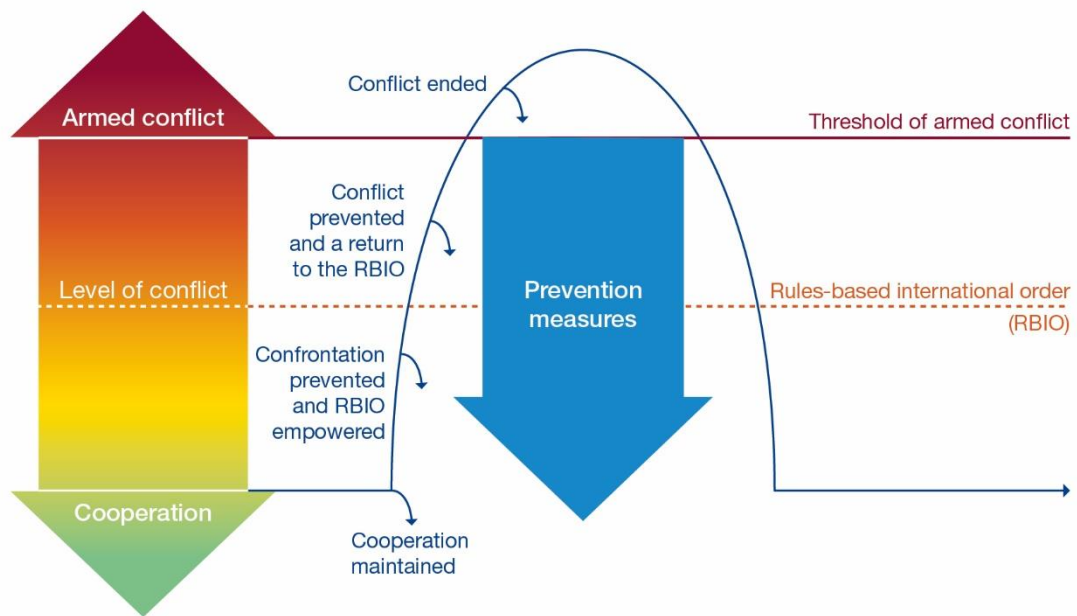 Armed conflict
Level of conflict
Cooperation
Conflict ended
Conflict
prevented
and a return
to the RBIO
Confrontation
prevented
and RBIO
empowered
Cooperation
maintained
Prevention
measures
Threshold of armed conflict
Rules-based international order
(RBIO)